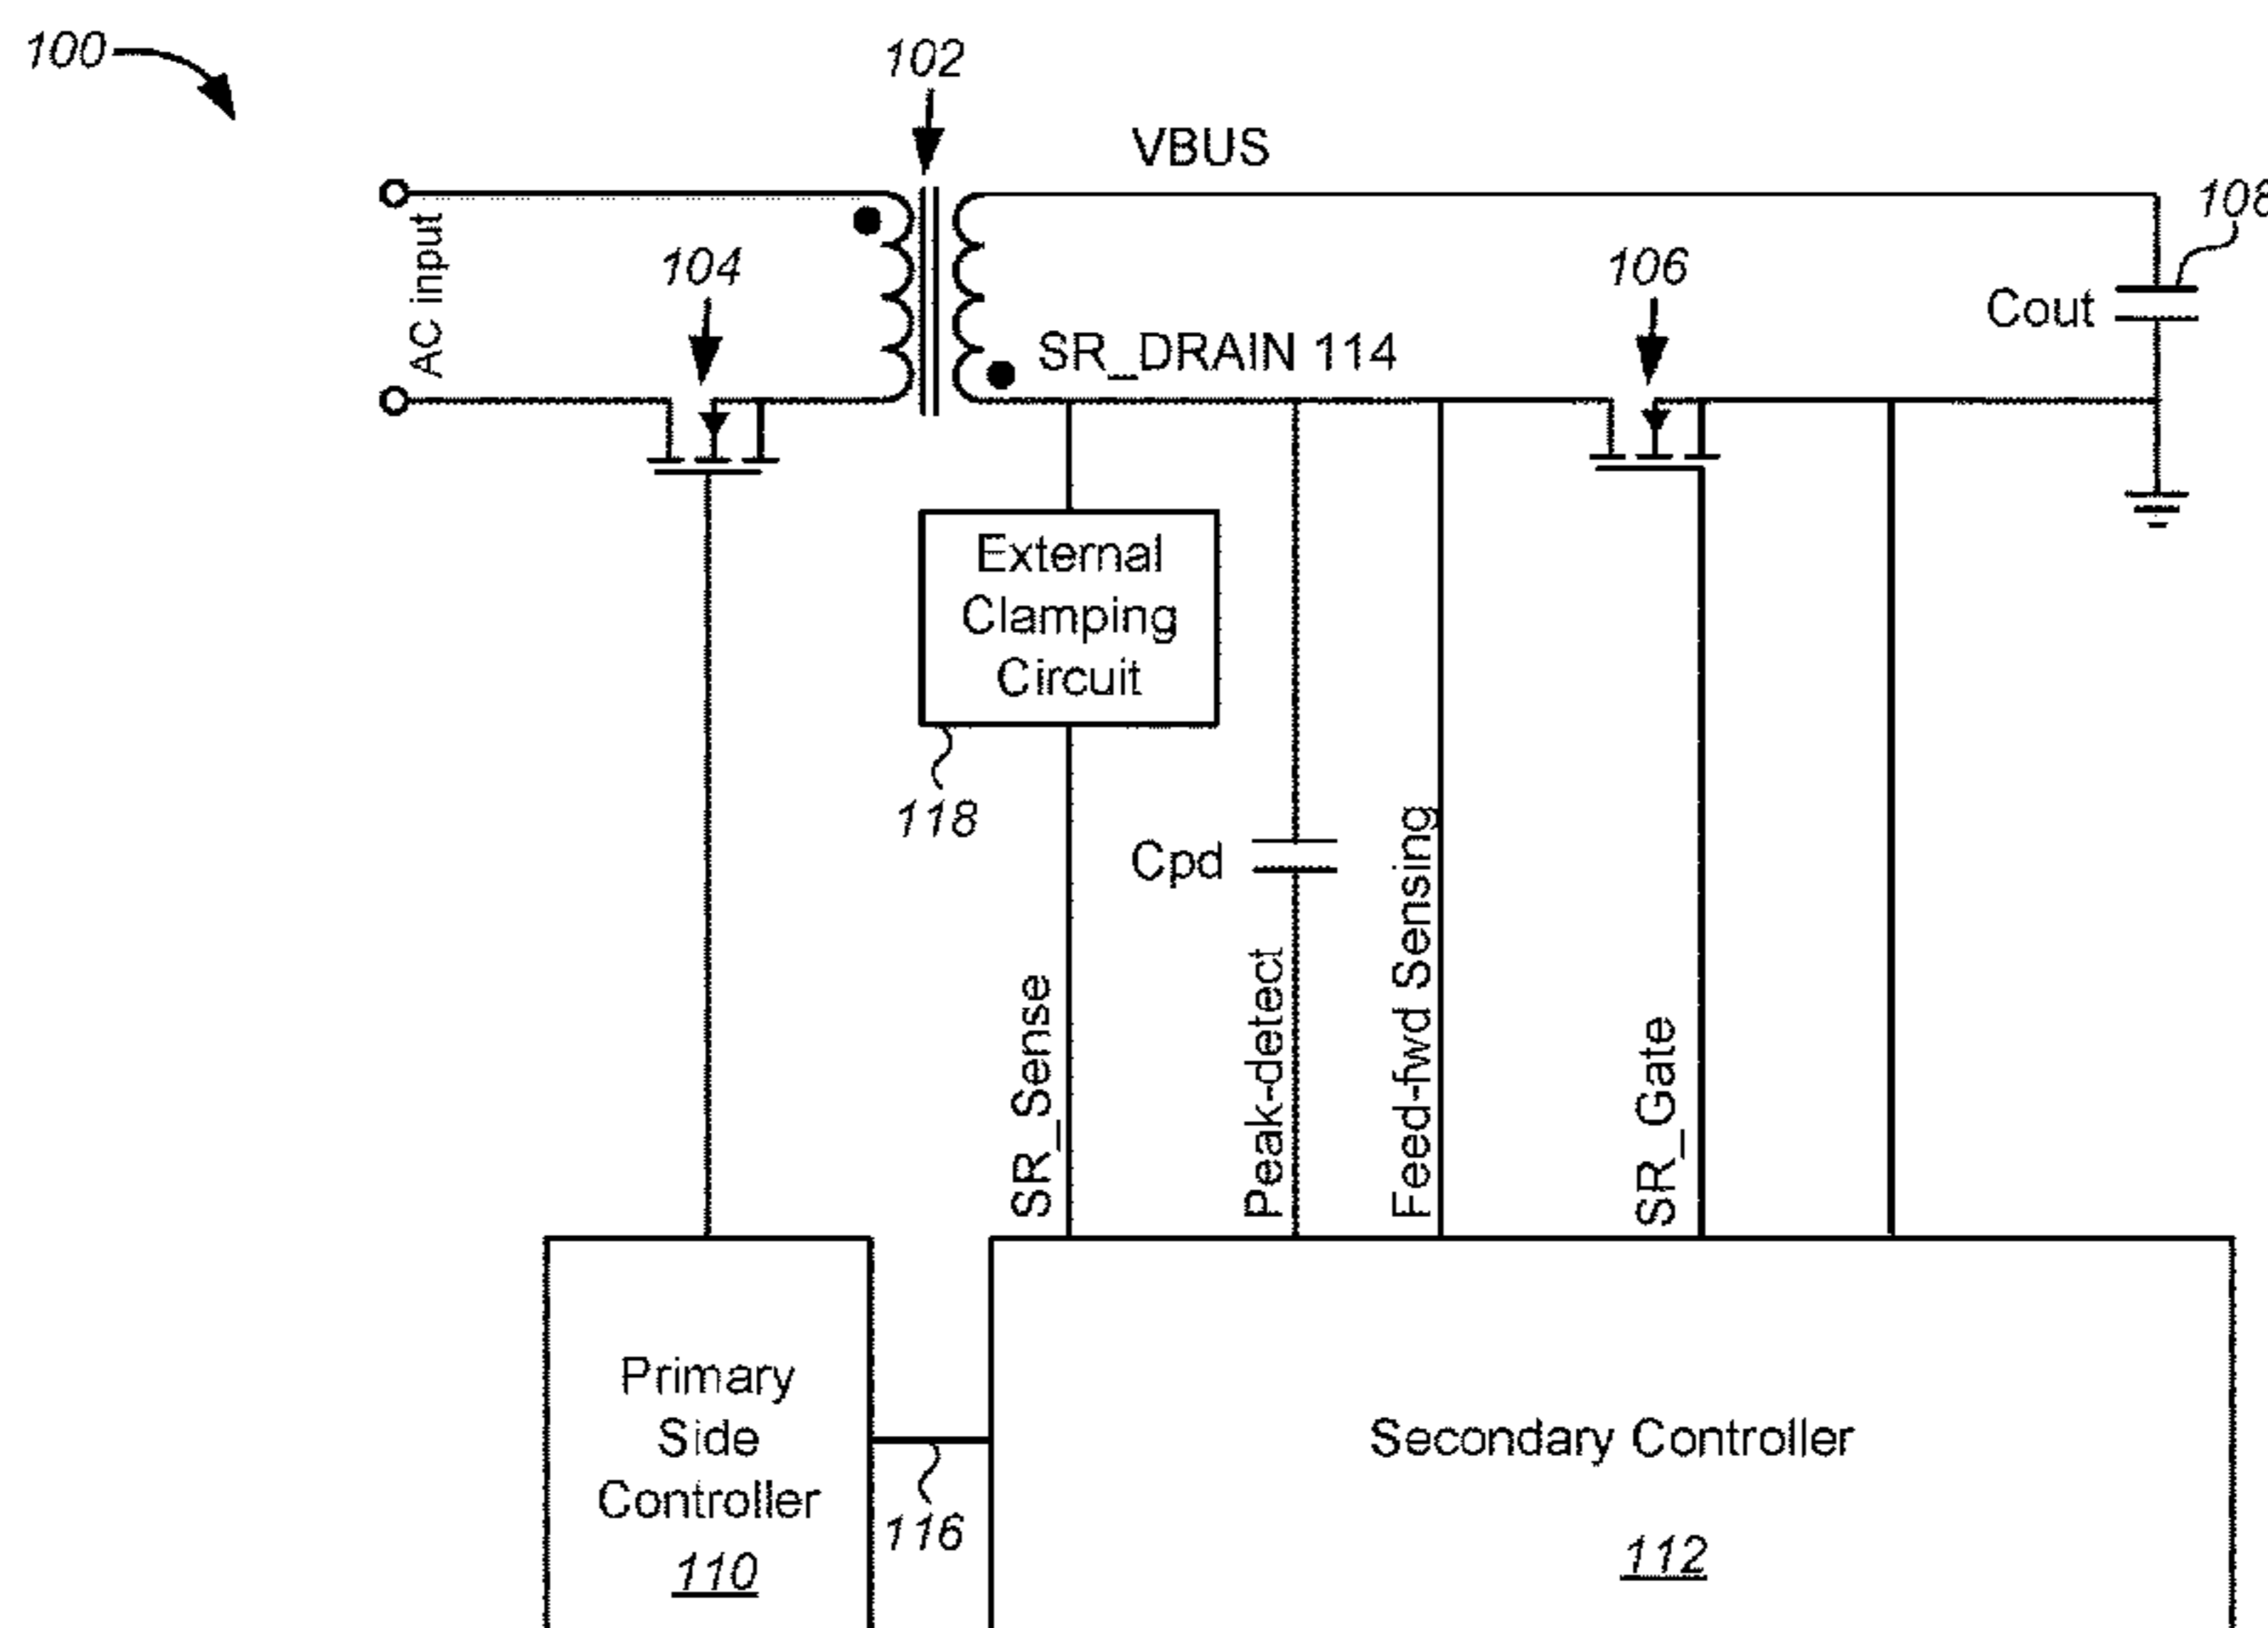 100
102
VBUS
108
AC input
104
106
Cout
SR_DRAIN 114
External
Clamping
Circuit
118
Cpd
SR_Sense
Peak-detect
Feed-fwd Sensing
SR_Gate
Primary
Side
Controller
110
116
Secondary Controller
112